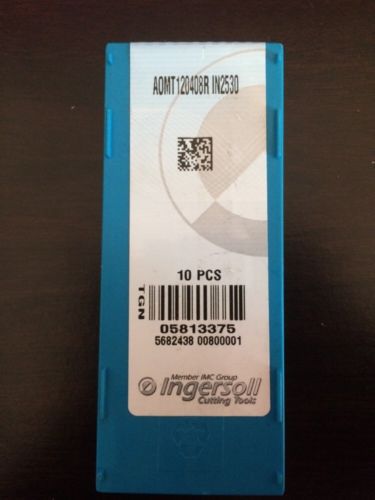 AOMT120408R IN2530
10 PCS
TGN
05813375
5682438 00800001
Member IMC Group
Ingersoll
Cutting Tools